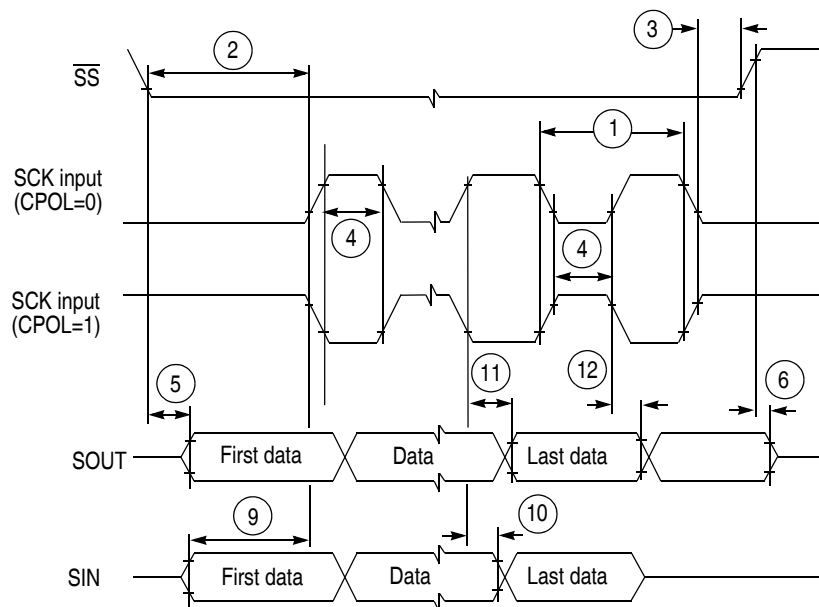 3
2
SS
1
SCK input
(CPOL=0)
4
4
SCK input
(CPOL=1)
5
11
12
6
SOUT
First data
Data
Last data
9
10
SIN
First data
Data
Last data